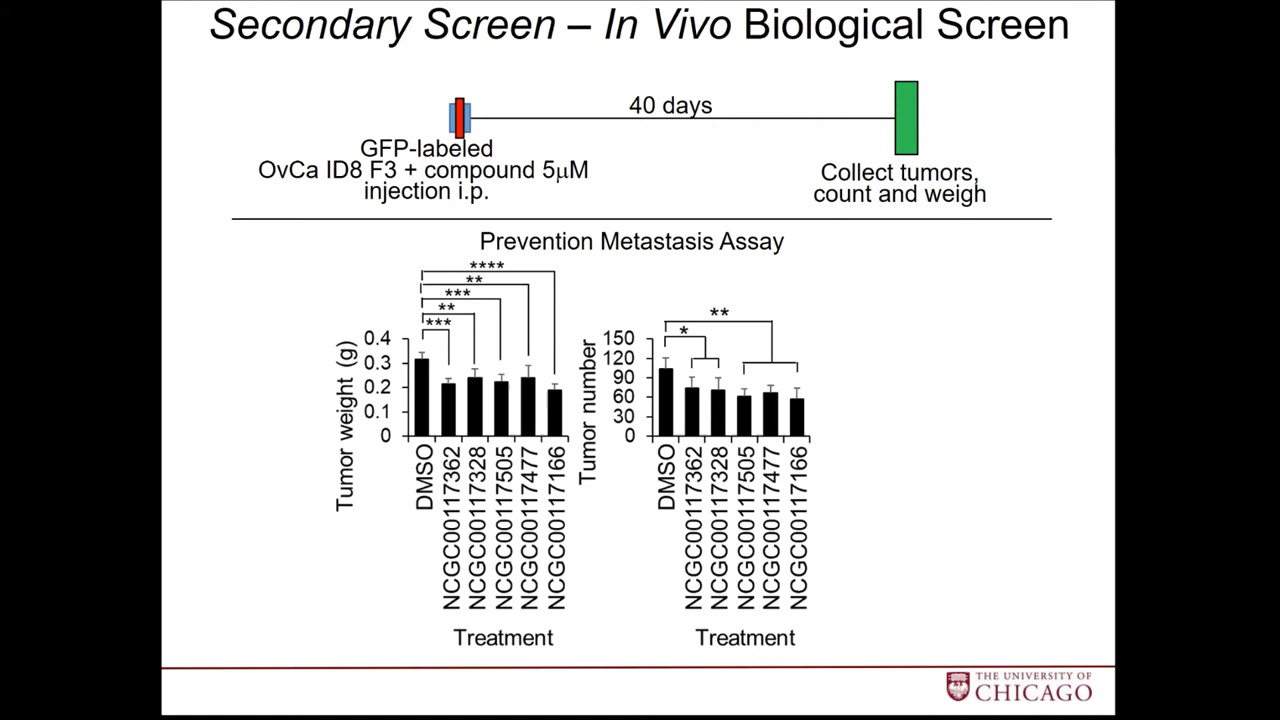 Secondary Screen – In Vivo Biological Screen
40 days
GFP-labeled
OvCa ID8 F3 + compound 5μM
injection i.p.
Collect tumors,
count and weigh
Prevention Metastasis Assay
****
**
***
**
***
0.4
0.3
0.2
0.1
0
Tumor weight (g)
DMSO
NCGC00117362
NCGC00117328
NCGC00117505
NCGC00117477
NCGC00117166
Treatment
**
*
150
120
90
60
30
0
Tumor number
DMSO
NCGC00117362
NCGC00117328
NCGC00117505
NCGC00117477
NCGC00117166
Treatment
THE UNIVERSITY OF
CHICAGO